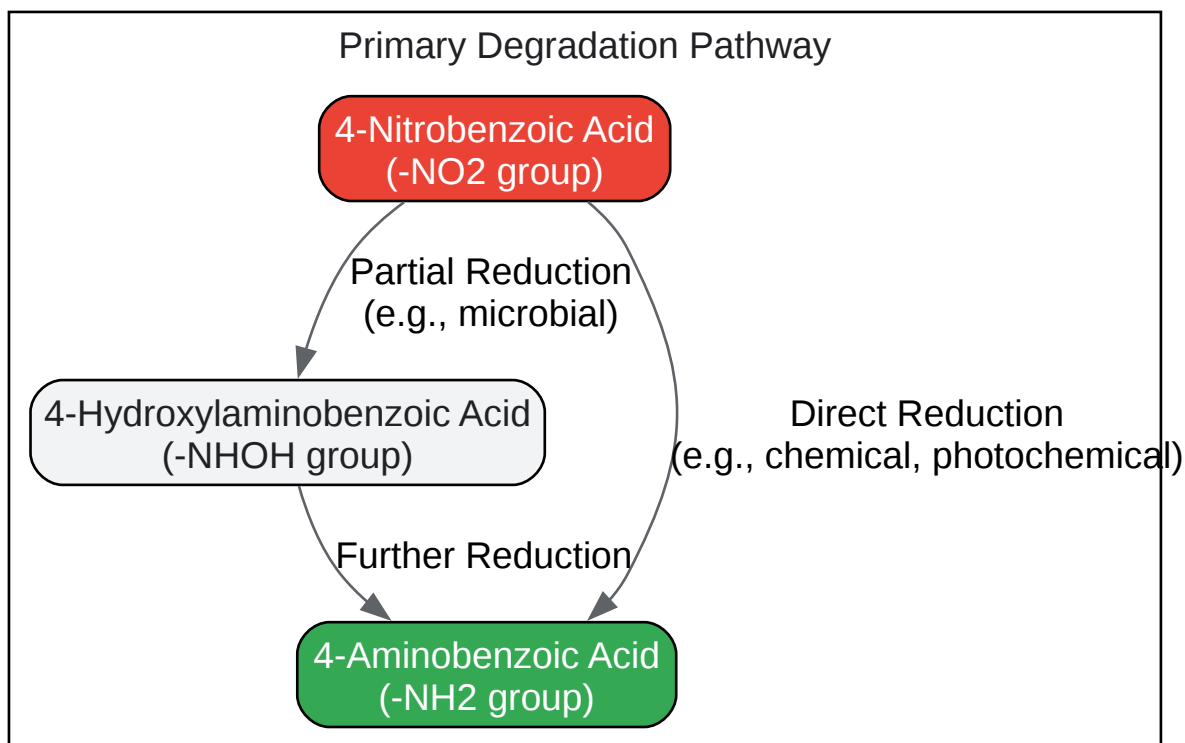 Primary Degradation Pathway
4-Nitrobenzoic Acid
(-NO2 group)
Partial Reduction
(e.g., microbial)
4-Hydroxylaminobenzoic Acid
(-NHOH group)
Direct Reduction
(e.g., chemical, photochemical)
Further Reduction
4-Aminobenzoic Acid
(-NH2 group)